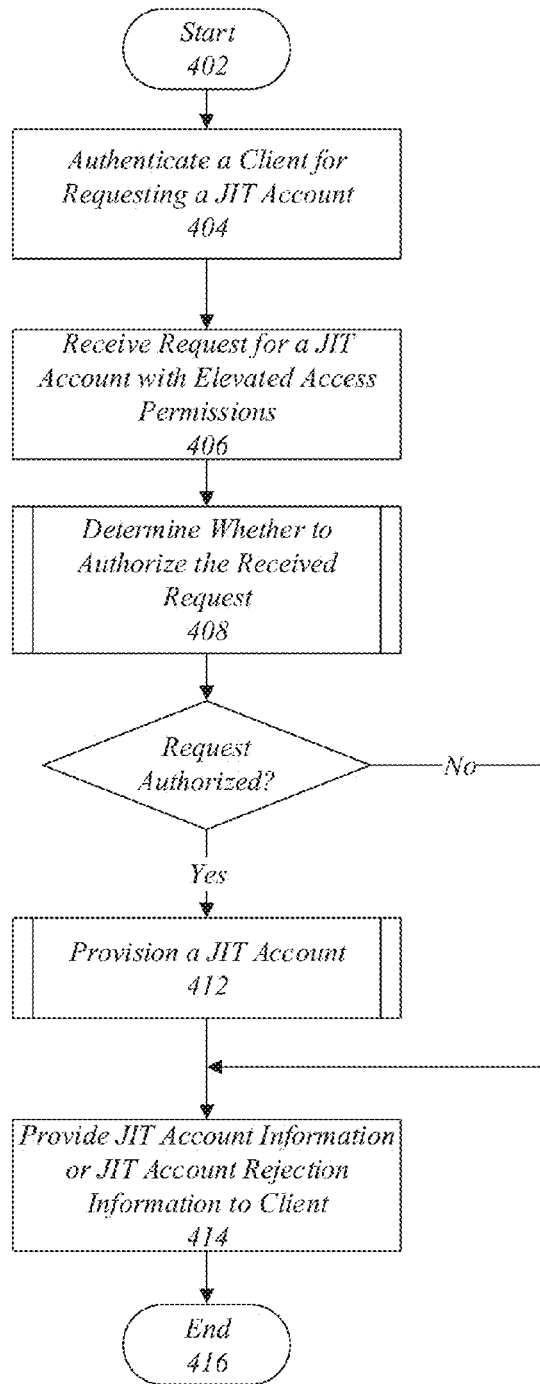 Start
402
Authenticate a Client for
Requesting a JIT Account
404
Receive Request for a JIT
Account with Elevated Access
Permissions
406
Determine Whether to
Authorize the Received
Request
408
Request
Authorized?
No
Yes
Provision a JIT Account
412
Provide JIT Account Information
or JIT Account Rejection
Information to Client
414
End
416